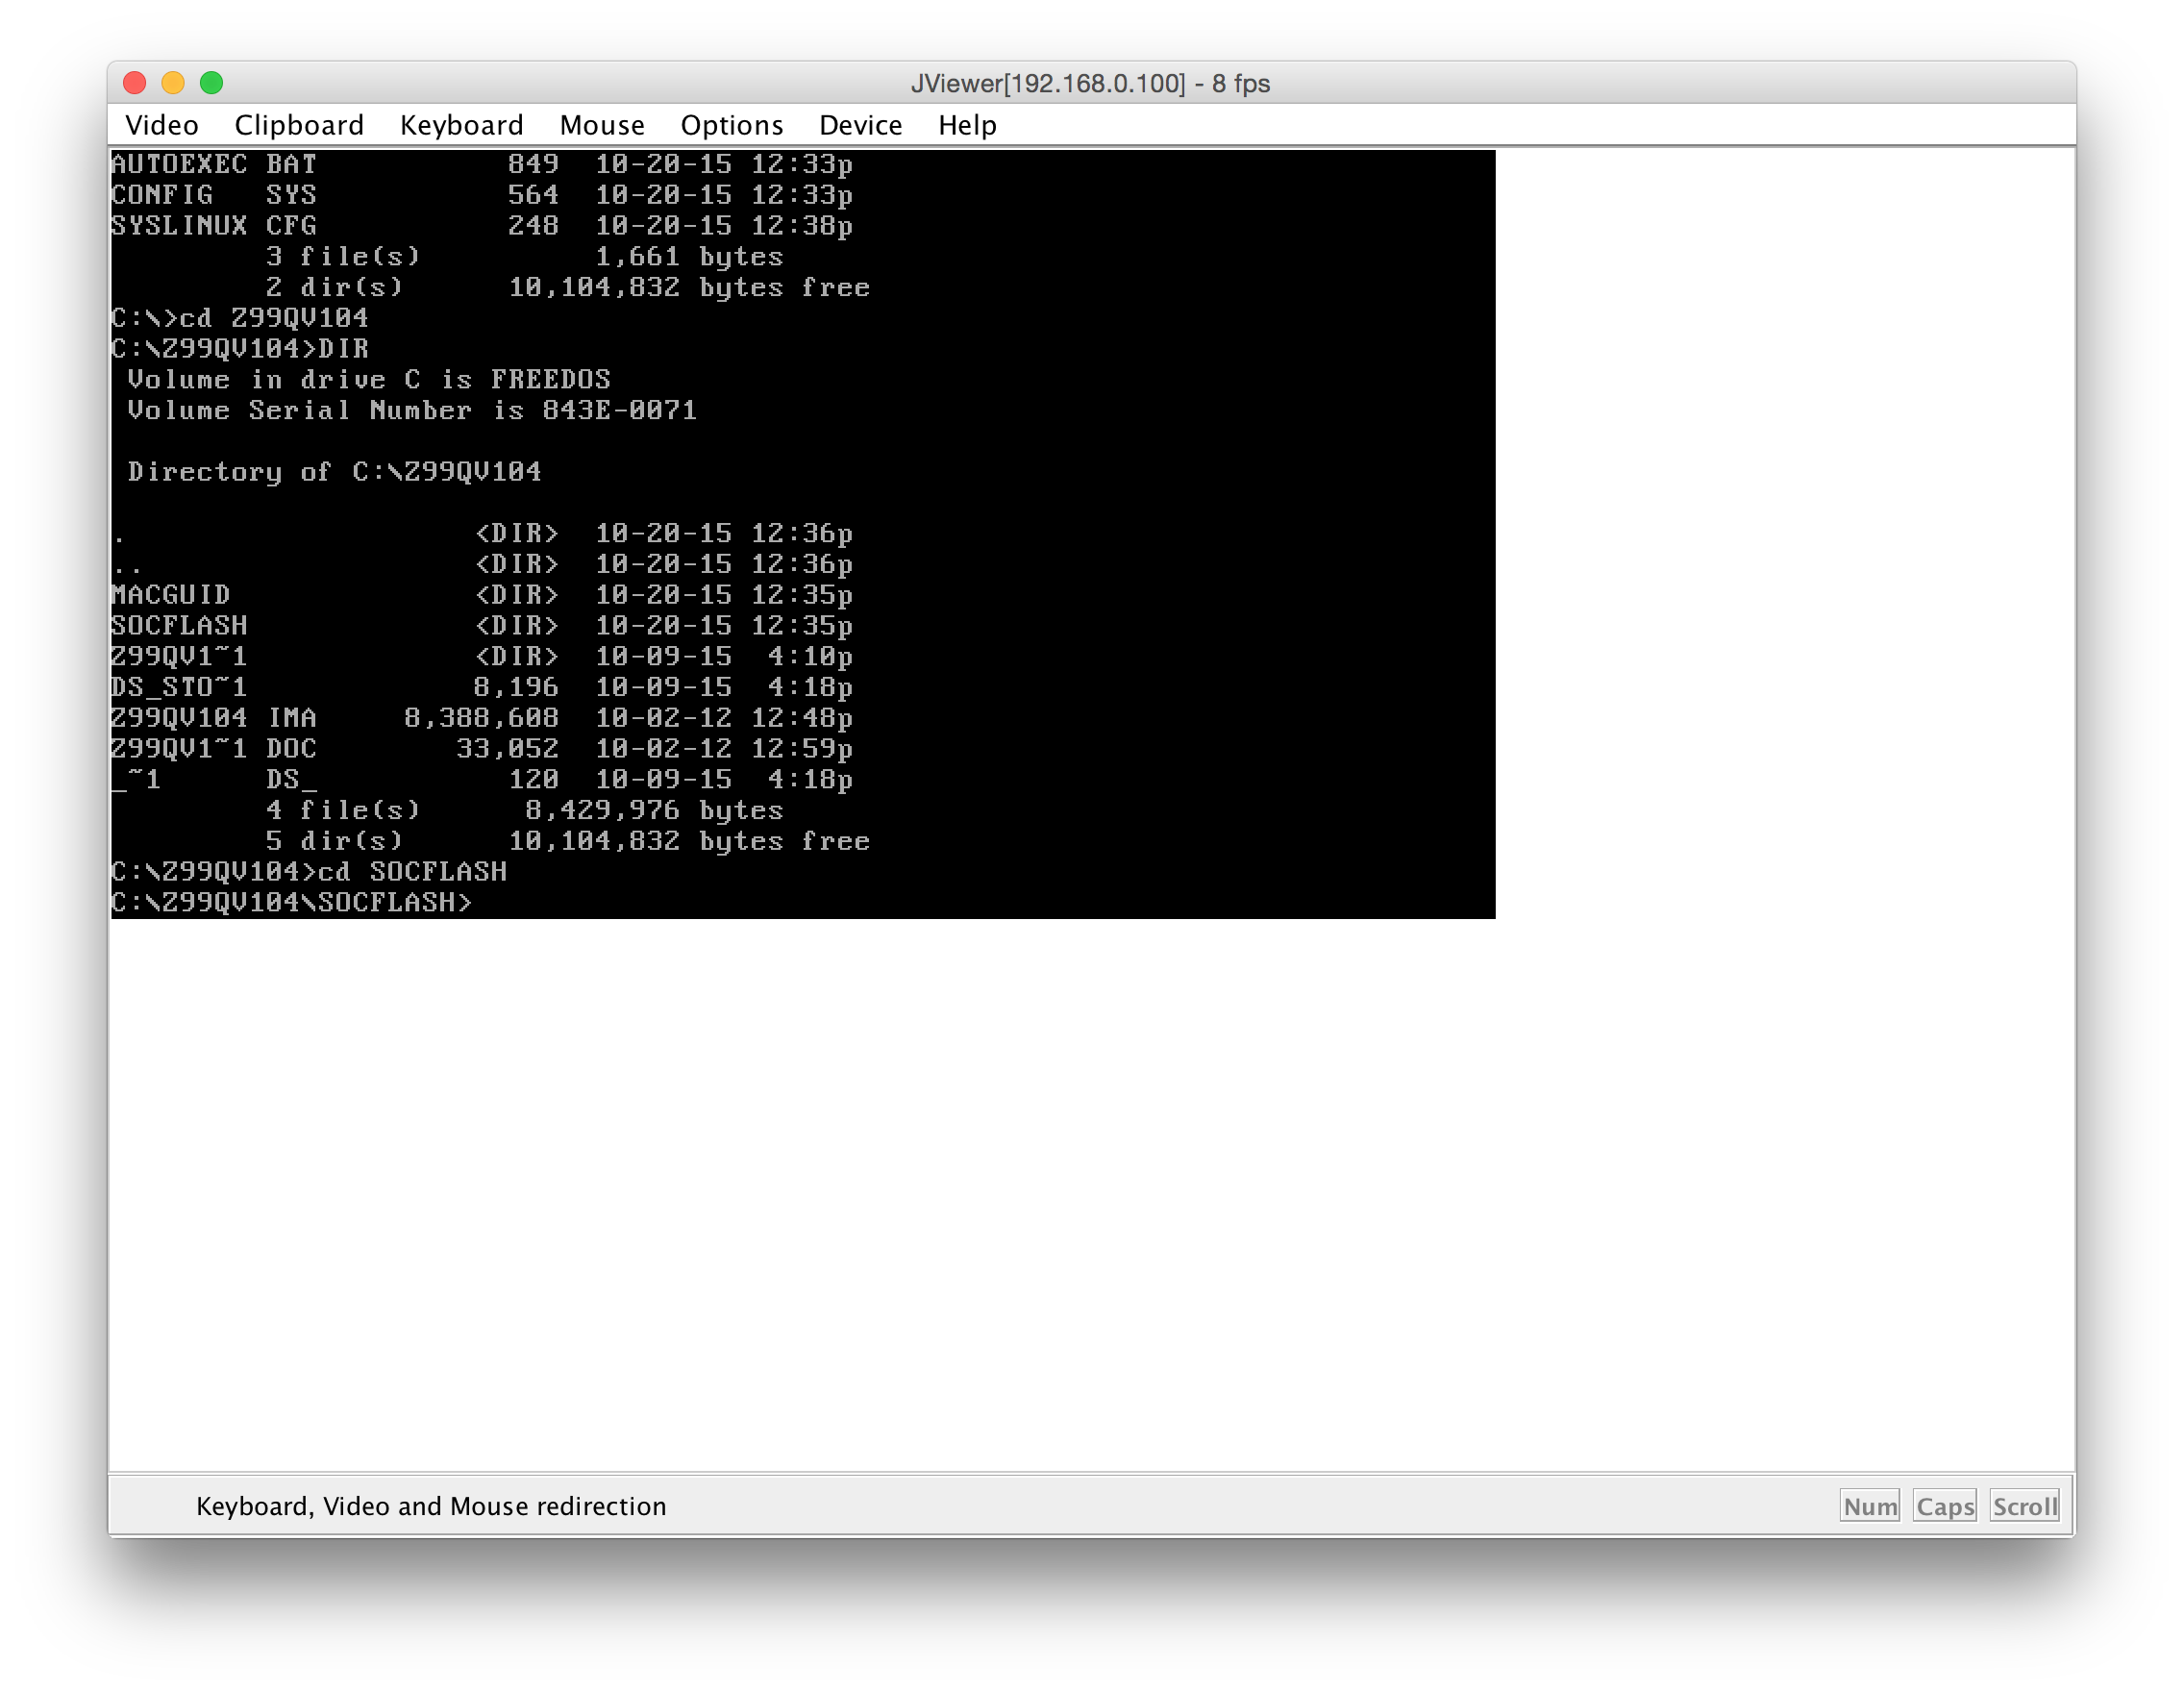 JViewer[192.168.0.100] - 8 fps
Video Clipboard Keyboard Mouse Options Device Help
AUTOEXEC BAT 849 10-20-15 12:33p
CONFIG SYS 564 10-20-15 12:33p
SYSLINUX CFG 248 10-20-15 12:38p
3 file(s) 1,661 bytes
2 dir(s) 10,104,832 bytes free
C:\>cd Z99QV104
C:\Z99QV104>DIR
Volume in drive C is FREEDOS
Volume Serial Number is 843E-0071
Directory of C:\Z99QV104
. <DIR> 10-20-15 12:36p
.. <DIR> 10-20-15 12:36p
MACGUID <DIR> 10-20-15 12:35p
SOCFLASH <DIR> 10-20-15 12:35p
Z99QV1~1 <DIR> 10-09-15 4:10p
DS_STO~1 8,196 10-09-15 4:18p
Z99QV104 IMA 8,388,608 10-02-12 12:48p
Z99QV1~1 DOC 33,052 10-02-12 12:59p
_~1 DS_ 120 10-09-15 4:18p
4 file(s) 8,429,976 bytes
5 dir(s) 10,104,832 bytes free
C:\Z99QV104>cd SOCFLASH
C:\Z99QV104\SOCFLASH>
Keyboard, Video and Mouse redirection Num Caps Scroll